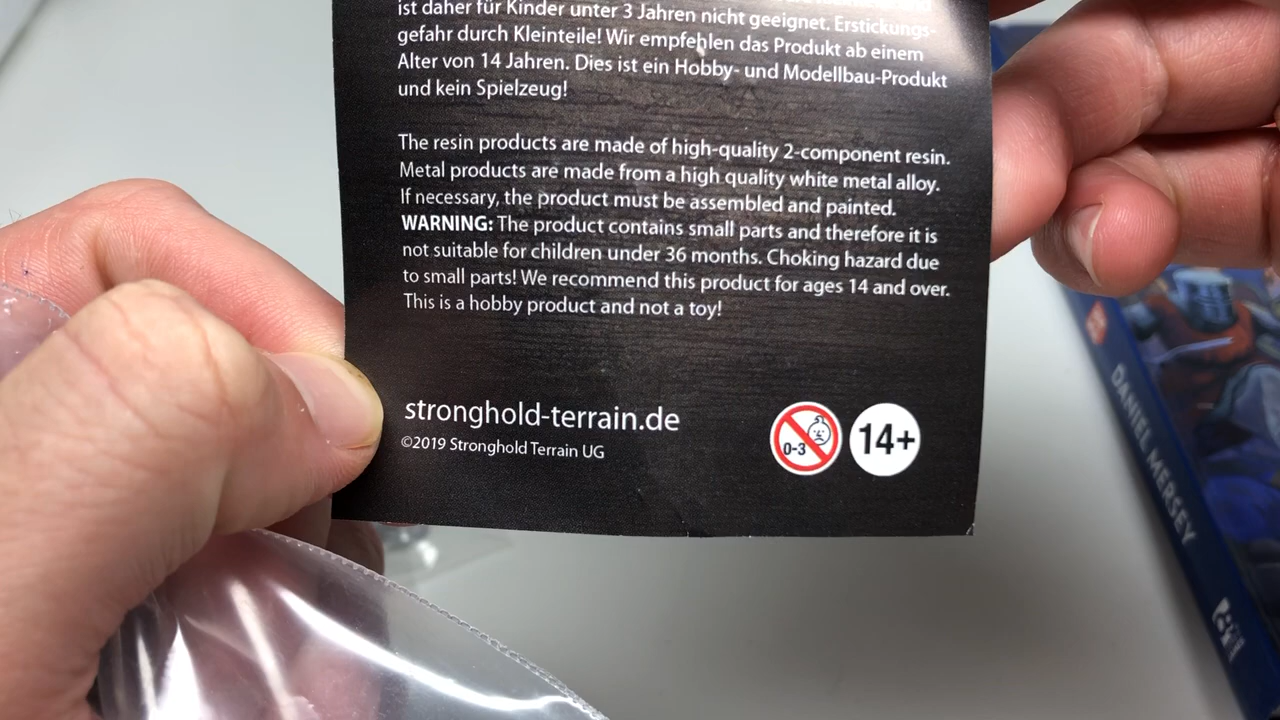 ist daher für Kinder unter 3 Jahren nicht geeignet. Erstickungs-
gefahr durch Kleinteile! Wir empfehlen das Produkt ab einem
Alter von 14 Jahren. Dies ist ein Hobby- und Modellbau-Produkt
und kein Spielzeug!
The resin products are made of high-quality 2-component resin.
Metal products are made from a high quality white metal alloy.
If necessary, the product must be assembled and painted.
WARNING: The product contains small parts and therefore it is
not suitable for children under 36 months. Choking hazard due
to small parts! We recommend this product for ages 14 and over.
This is a hobby product and not a toy!
stronghold-terrain.de
©2019 Stronghold Terrain UG
0-3
14+
DANIEL MERSEY